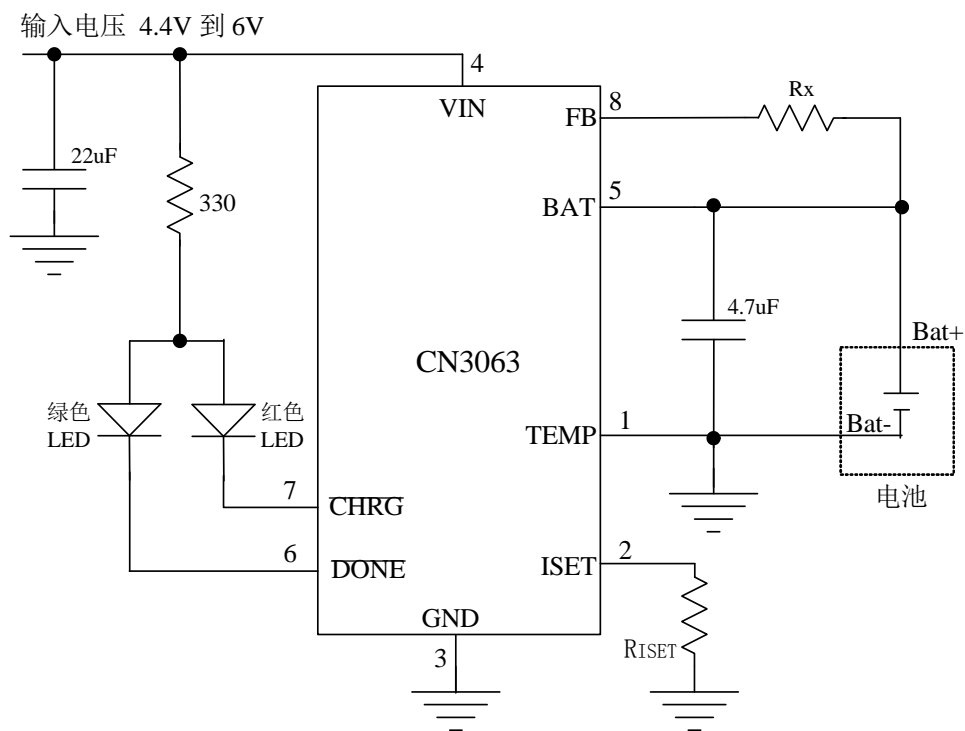 输入电压 4.4V 到 6V
4
VIN
8
FB
Rx
22uF
330
5
BAT
4.7uF
Bat+
CN3063
绿色
LED
红色
LED
Bat-
1
TEMP
电池
7
CHRG
6
DONE
2
ISET
GND
3
RISET